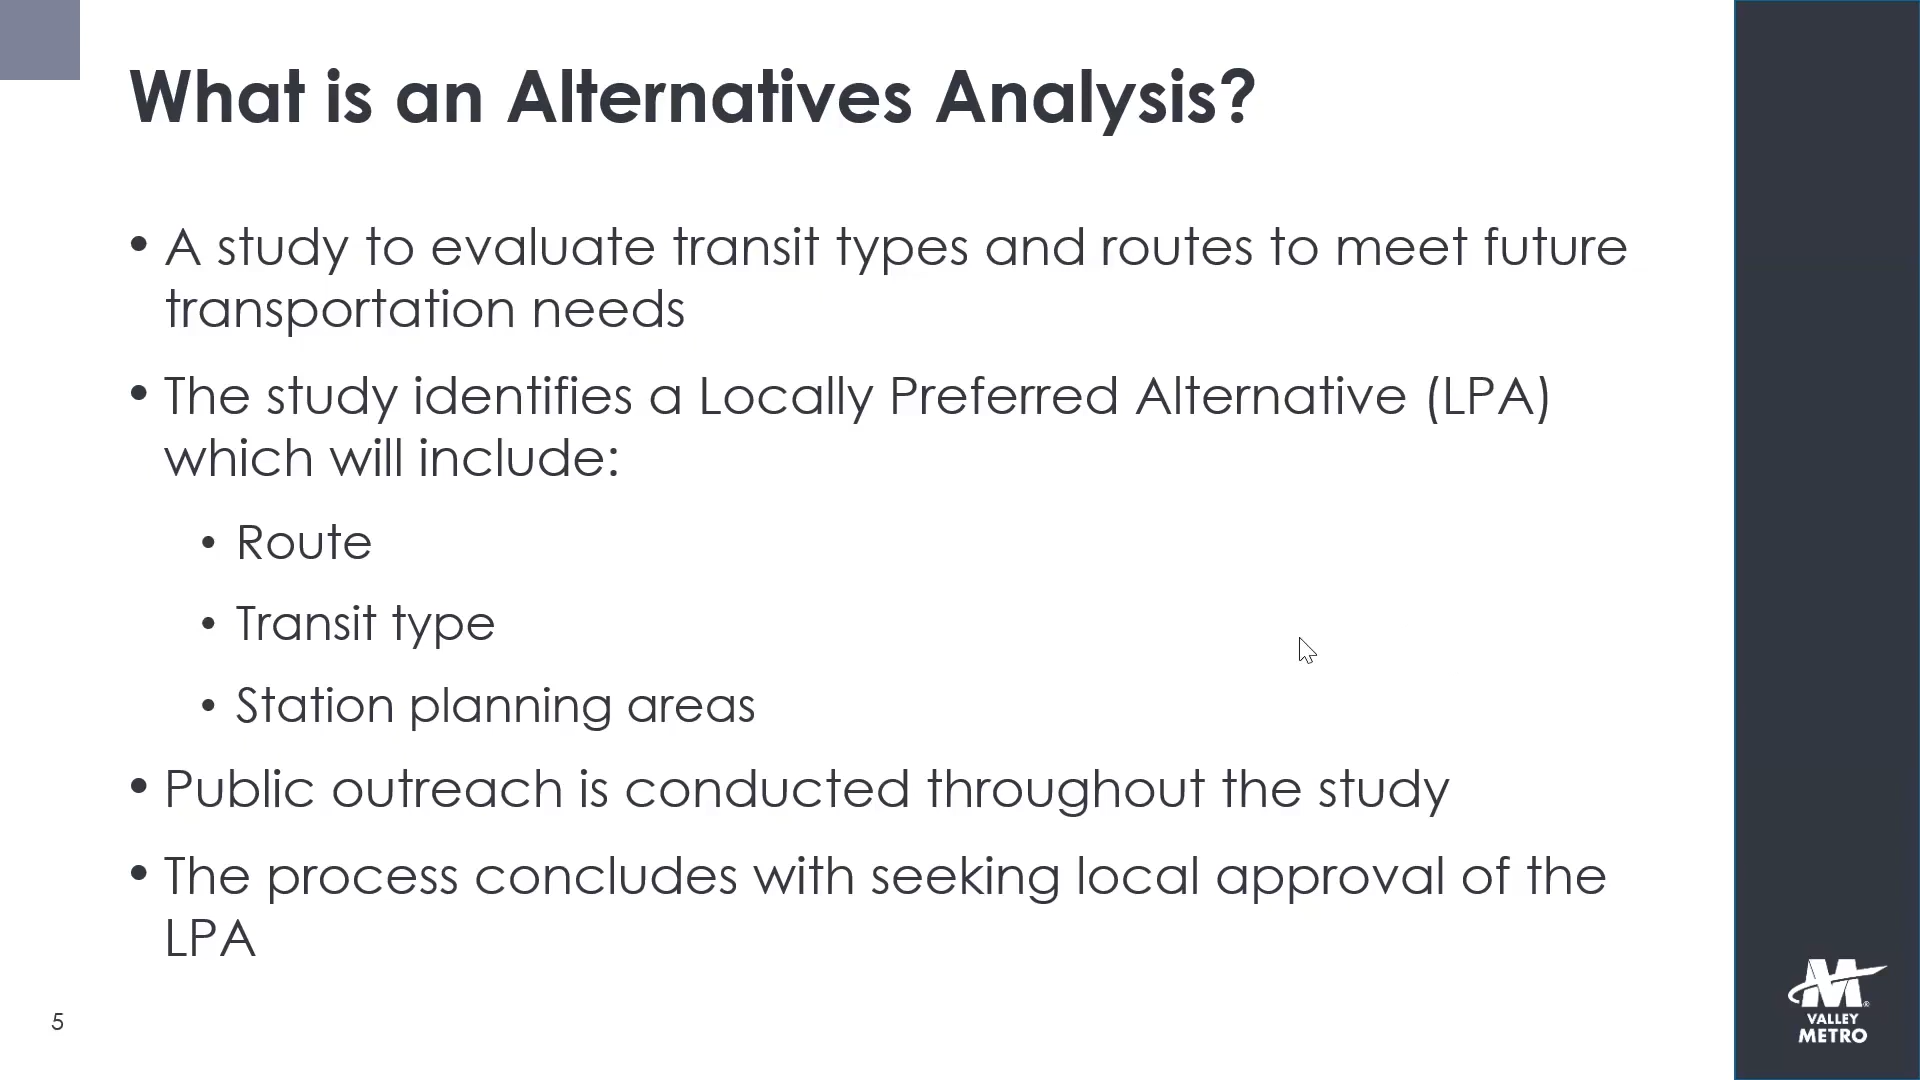 What is an Alternatives Analysis?
• A study to evaluate transit types and routes to meet future
transportation needs
• The study identifies a Locally Preferred Alternative (LPA)
which will include:
• Route
• Transit type
• Station planning areas
• Public outreach is conducted throughout the study
• The process concludes with seeking local approval of the
LPA
5
VALLEY
METRO